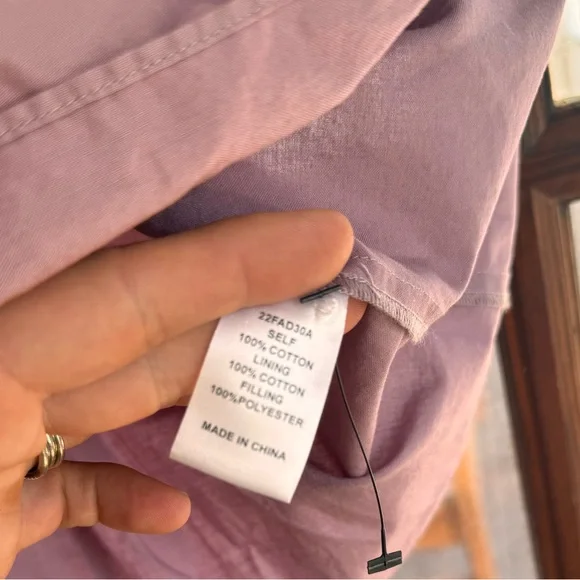 22FAD30A
SELF
100% COTTON
LINING
100% COTTON
FILLING
100%POLYESTER
MADE IN CHINA